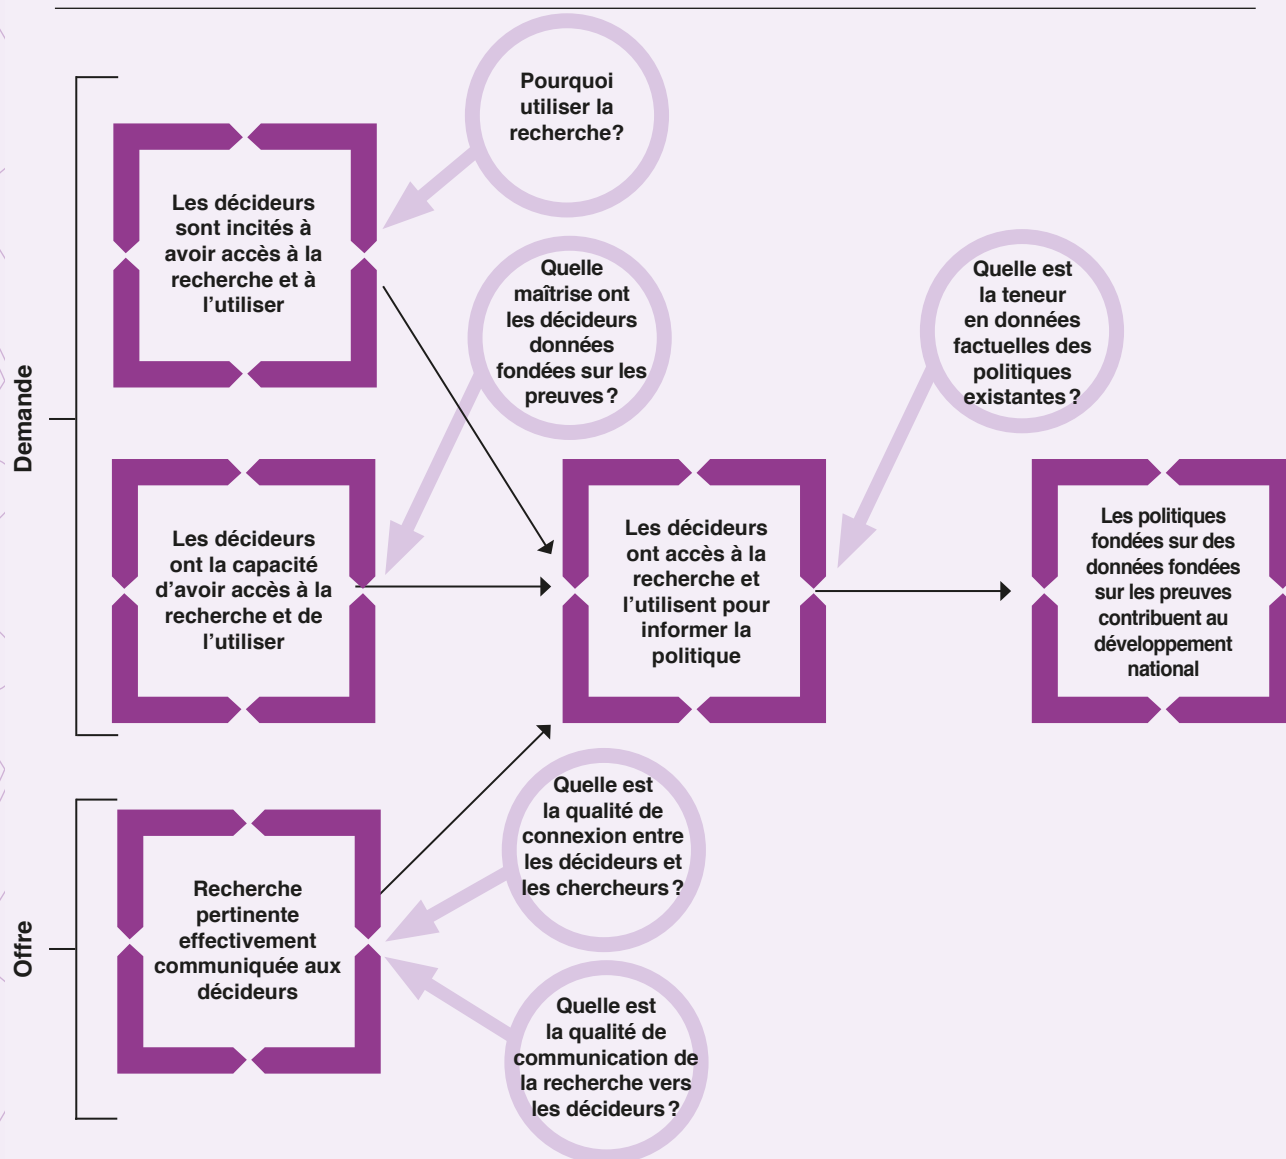 Pourquoi
utiliser la
recherche?
Les décideurs
sont incités à
avoir accès à la
recherche et à
l’utiliser
Quelle
maîtrise ont
les décideurs
données
fondées sur les
preuves ?
Quelle est
la teneur
en données
factuelles des
politiques
existantes ?
Demande
Les décideurs
ont la capacité
d’avoir accès à la
recherche et de
l’utiliser
Les décideurs
ont accès à la
recherche et
l’utilisent pour
informer la
politique
Les politiques
fondées sur des
données fondées
sur les preuves
contribuent au
développement
national
Quelle est
la qualité de
connexion entre
les décideurs et
les chercheurs ?
Offre
Recherche
pertinente
effectivement
communiquée aux
décideurs
Quelle est
la qualité de
communication de
la recherche vers
les décideurs ?